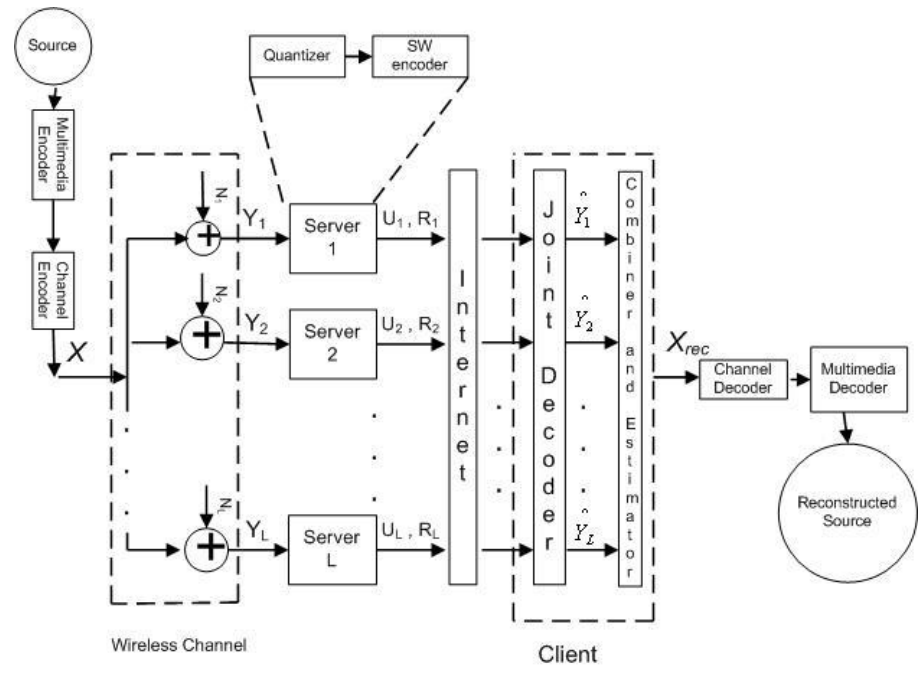 Source
Multimedia
Encoder
Channel
Encoder
X
Quantizer
SW
encoder
N1
Y1
Server
1
U1 , R1
N2
Y2
Server
2
U2 , R2
NL
YL
Server
L
UL , RL
Internet
Joint Decoder
Ŷ1
Ŷ2
ŶL
Combiner and Estimator
Xrec
Channel
Decoder
Multimedia
Decoder
Reconstructed
Source
Wireless Channel
Client